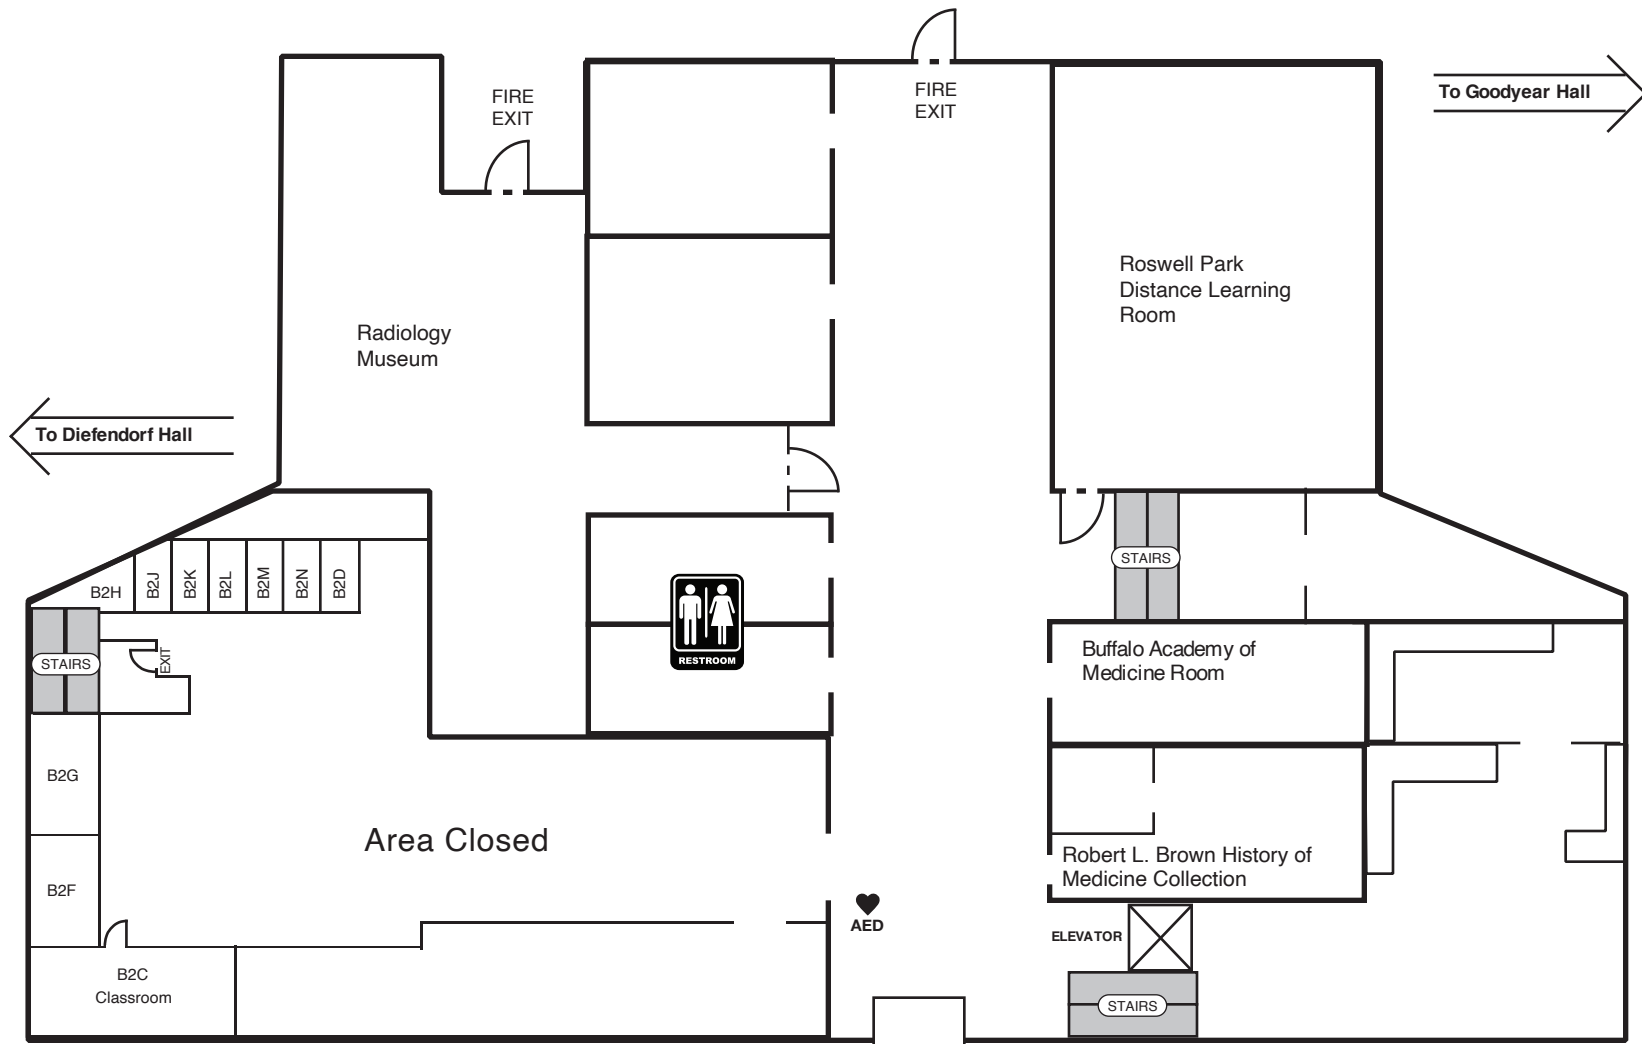 FIRE
EXIT
FIRE
EXIT
To Goodyear Hall
Roswell Park
Distance Learning
Room
Radiology
Museum
To Diefendorf Hall
STAIRS
B2H
B2J
B2K
B2L
B2M
B2N
B2D
RESTROOM
STAIRS
EXIT
Buffalo Academy of
Medicine Room
B2G
Area Closed
Robert L. Brown History of
Medicine Collection
B2F
AED
ELEVATOR
B2C
Classroom
STAIRS